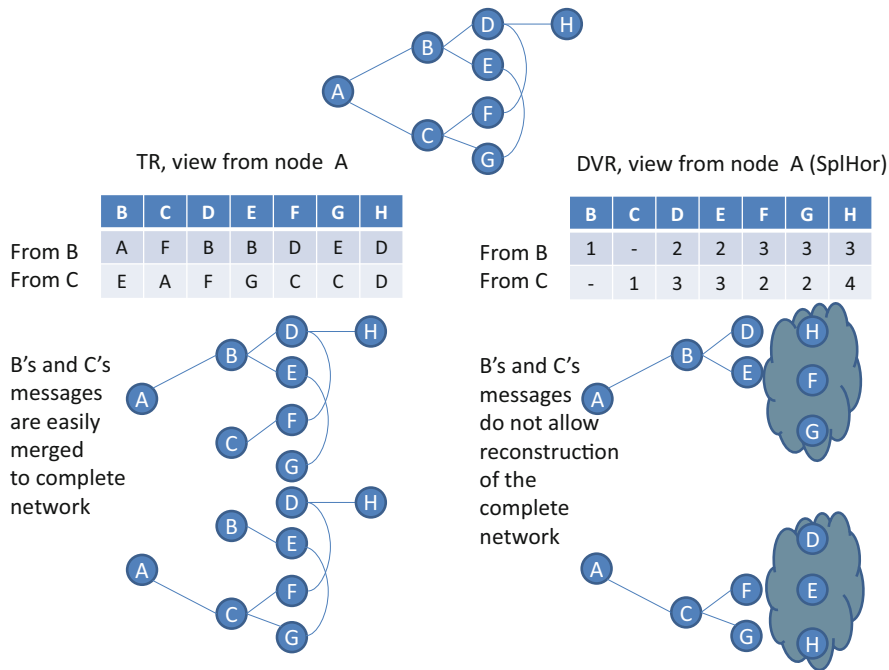 D H
B
E
A
F
C
G
TR, view from node A
DVR, view from node A (SplHor)
B C D E F G H
From B A F B B D E D
From C E A F G C C D
B C D E F G H
From B 1 - 2 2 3 3 3
From C - 1 3 3 2 2 4
B's and C's
messages
are easily
merged
to complete
network
D H
B
E
A
F
C
G
D H
B
E
A
F
C
G
B's and C's
messages
do not allow
reconstruction
of the
complete
network
D H
B
E
A
F
G
D
A
E
F
C
G H